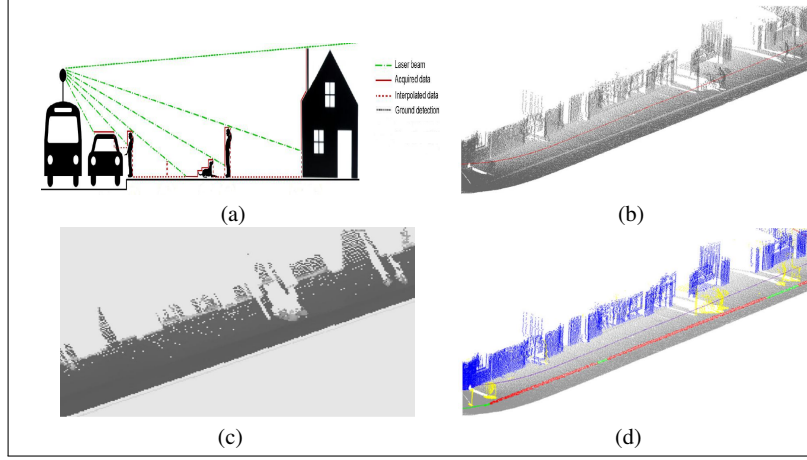 Laser beam
Acquired data
Interpolated data
Ground detection
(a)
(b)
(c)
(d)